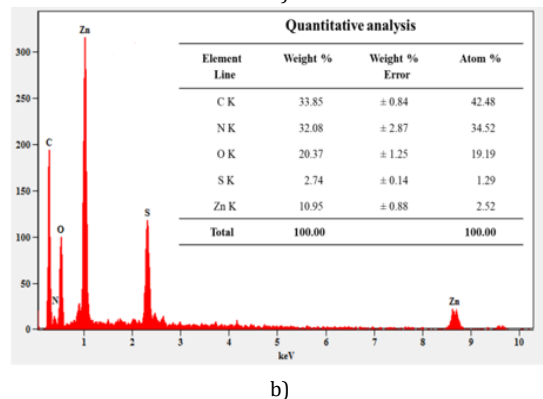 Quantitative analysis
Element Line Weight % Weight % Error Atom %
C K 33.85 ± 0.84 42.48
N K 32.08 ± 2.87 34.52
O K 20.37 ± 1.25 19.19
S K 2.74 ± 0.14 1.29
Zn K 10.95 ± 0.88 2.52
Total 100.00 100.00
300
250
200
150
100
50
0
C
N
O
Zn
S
Zn
1 2 3 4 5 6 7 8 9 10
keV
b)